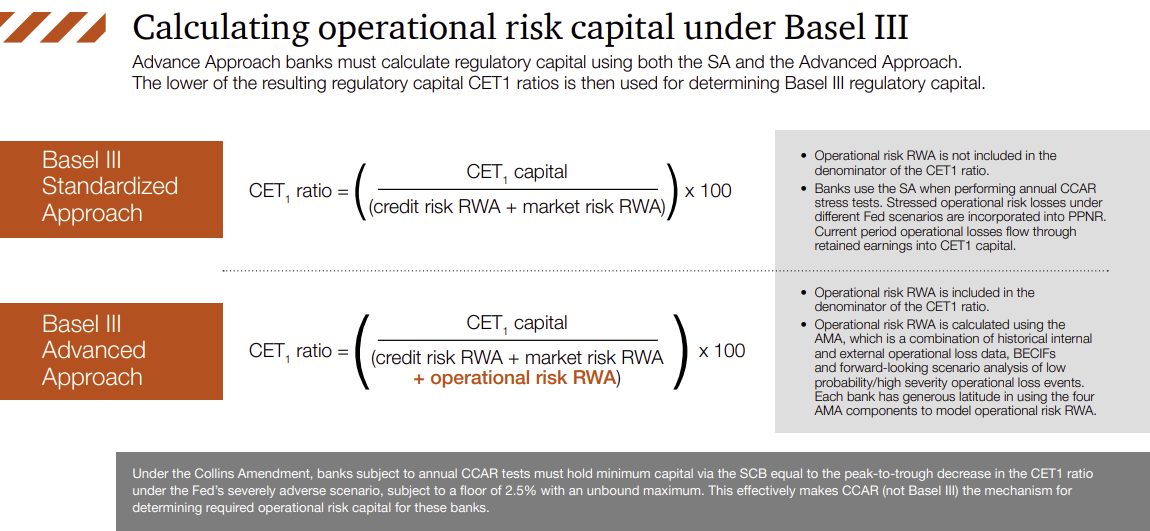 Calculating operational risk capital under Basel III
Advance Approach banks must calculate regulatory capital using both the SA and the Advanced Approach.
The lower of the resulting regulatory capital CET1 ratios is then used for determining Basel III regulatory capital.
Basel III
Standardized
Approach
CET1 ratio = ( CET1 capital
(credit risk RWA + market risk RWA) ) x 100
• Operational risk RWA is not included in the
denominator of the CET1 ratio.
• Banks use the SA when performing annual CCAR
stress tests. Stressed operational risk losses under
different Fed scenarios are incorporated into PPNR.
Current period operational losses flow through
retained earnings into CET1 capital.
Basel III
Advanced
Approach
CET1 ratio = ( CET1 capital
(credit risk RWA + market risk RWA
+ operational risk RWA) ) x 100
• Operational risk RWA is included in the
denominator of the CET1 ratio.
• Operational risk RWA is calculated using the
AMA, which is a combination of historical internal
and external operational loss data, BECIFs
and forward-looking scenario analysis of low
probability/high severity operational loss events.
Each bank has generous latitude in using the four
AMA components to model operational risk RWA.
Under the Collins Amendment, banks subject to annual CCAR tests must hold minimum capital via the SCB equal to the peak-to-trough decrease in the CET1 ratio
under the Fed's severely adverse scenario, subject to a floor of 2.5% with an unbound maximum. This effectively makes CCAR (not Basel III) the mechanism for
determining required operational risk capital for these banks.